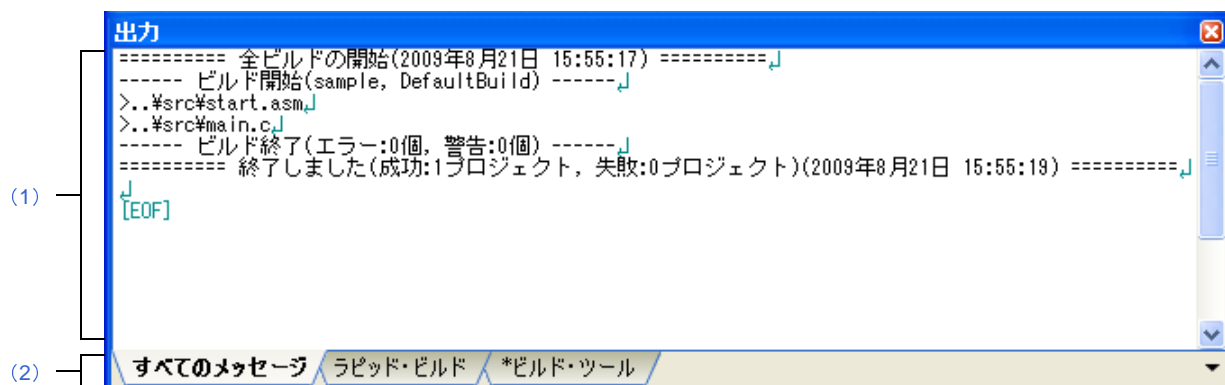 出力
========== 全ビルドの開始(2009年8月21日 15:55:17) ==========↲
------ ビルド開始(sample, DefaultBuild) ------↲
>..¥src¥start.asm↲
>..¥src¥main.c↲
------ ビルド終了(エラー:0個, 警告:0個) ------↲
========== 終了しました(成功:1プロジェクト, 失敗:0プロジェクト)(2009年8月21日 15:55:19) ==========↲
↲
[EOF]
(1)
(2)
すべてのメッセージ ラピッド・ビルド *ビルド・ツール